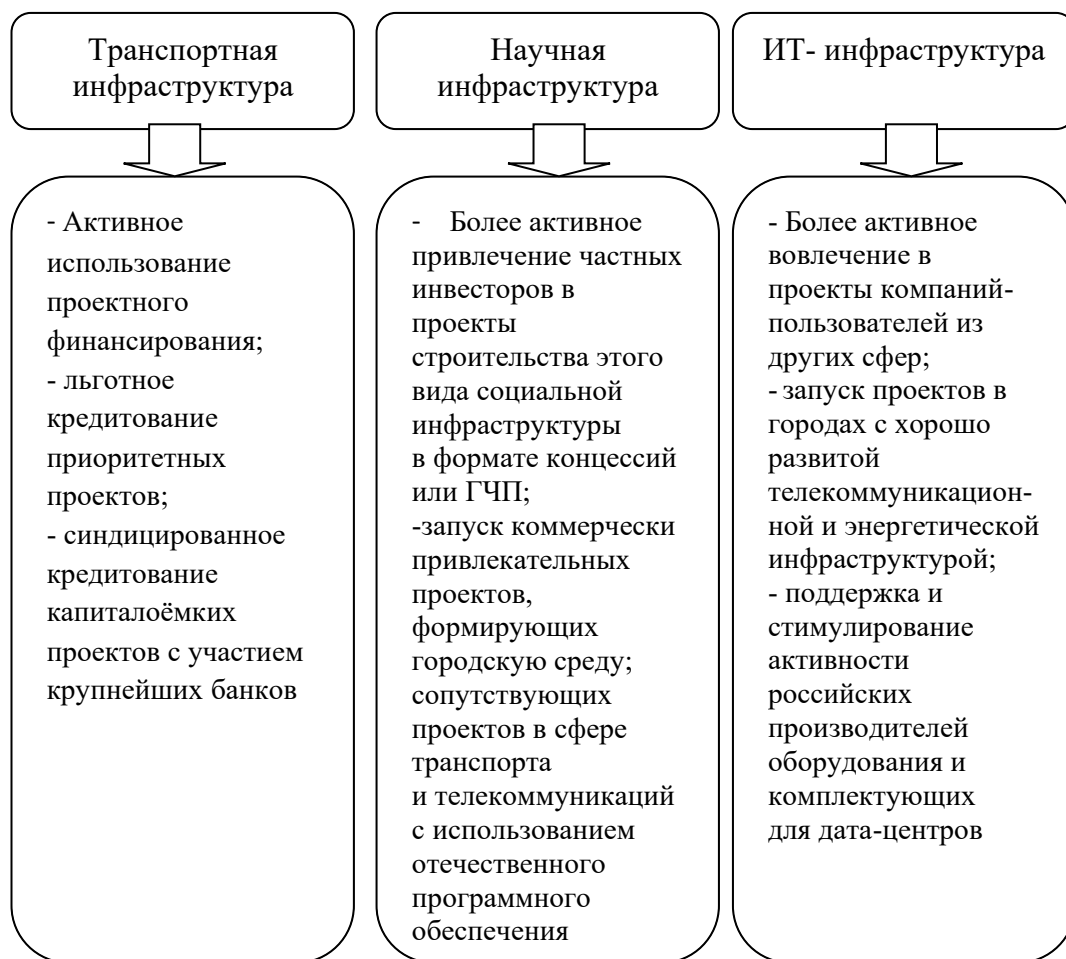 Транспортная
инфраструктура
Научная
инфраструктура
ИТ- инфраструктура
- Активное
использование
проектного
финансирования;
- льготное
кредитование
приоритетных
проектов;
- синдицированное
кредитование
капиталоёмких
проектов с участием
крупнейших банков
- Более активное
привлечение частных
инвесторов в
проекты
строительства этого
вида социальной
инфраструктуры
в формате концессий
или ГЧП;
-запуск коммерчески
привлекательных
проектов,
формирующих
городскую среду;
сопутствующих
проектов в сфере
транспорта
и телекоммуникаций
с использованием
отечественного
программного
обеспечения
- Более активное
вовлечение в
проекты компаний-
пользователей из
других сфер;
- запуск проектов в
городах с хорошо
развитой
телекоммуникацион-
ной и энергетической
инфраструктурой;
- поддержка и
стимулирование
активности
российских
производителей
оборудования и
комплектующих
для дата-центров